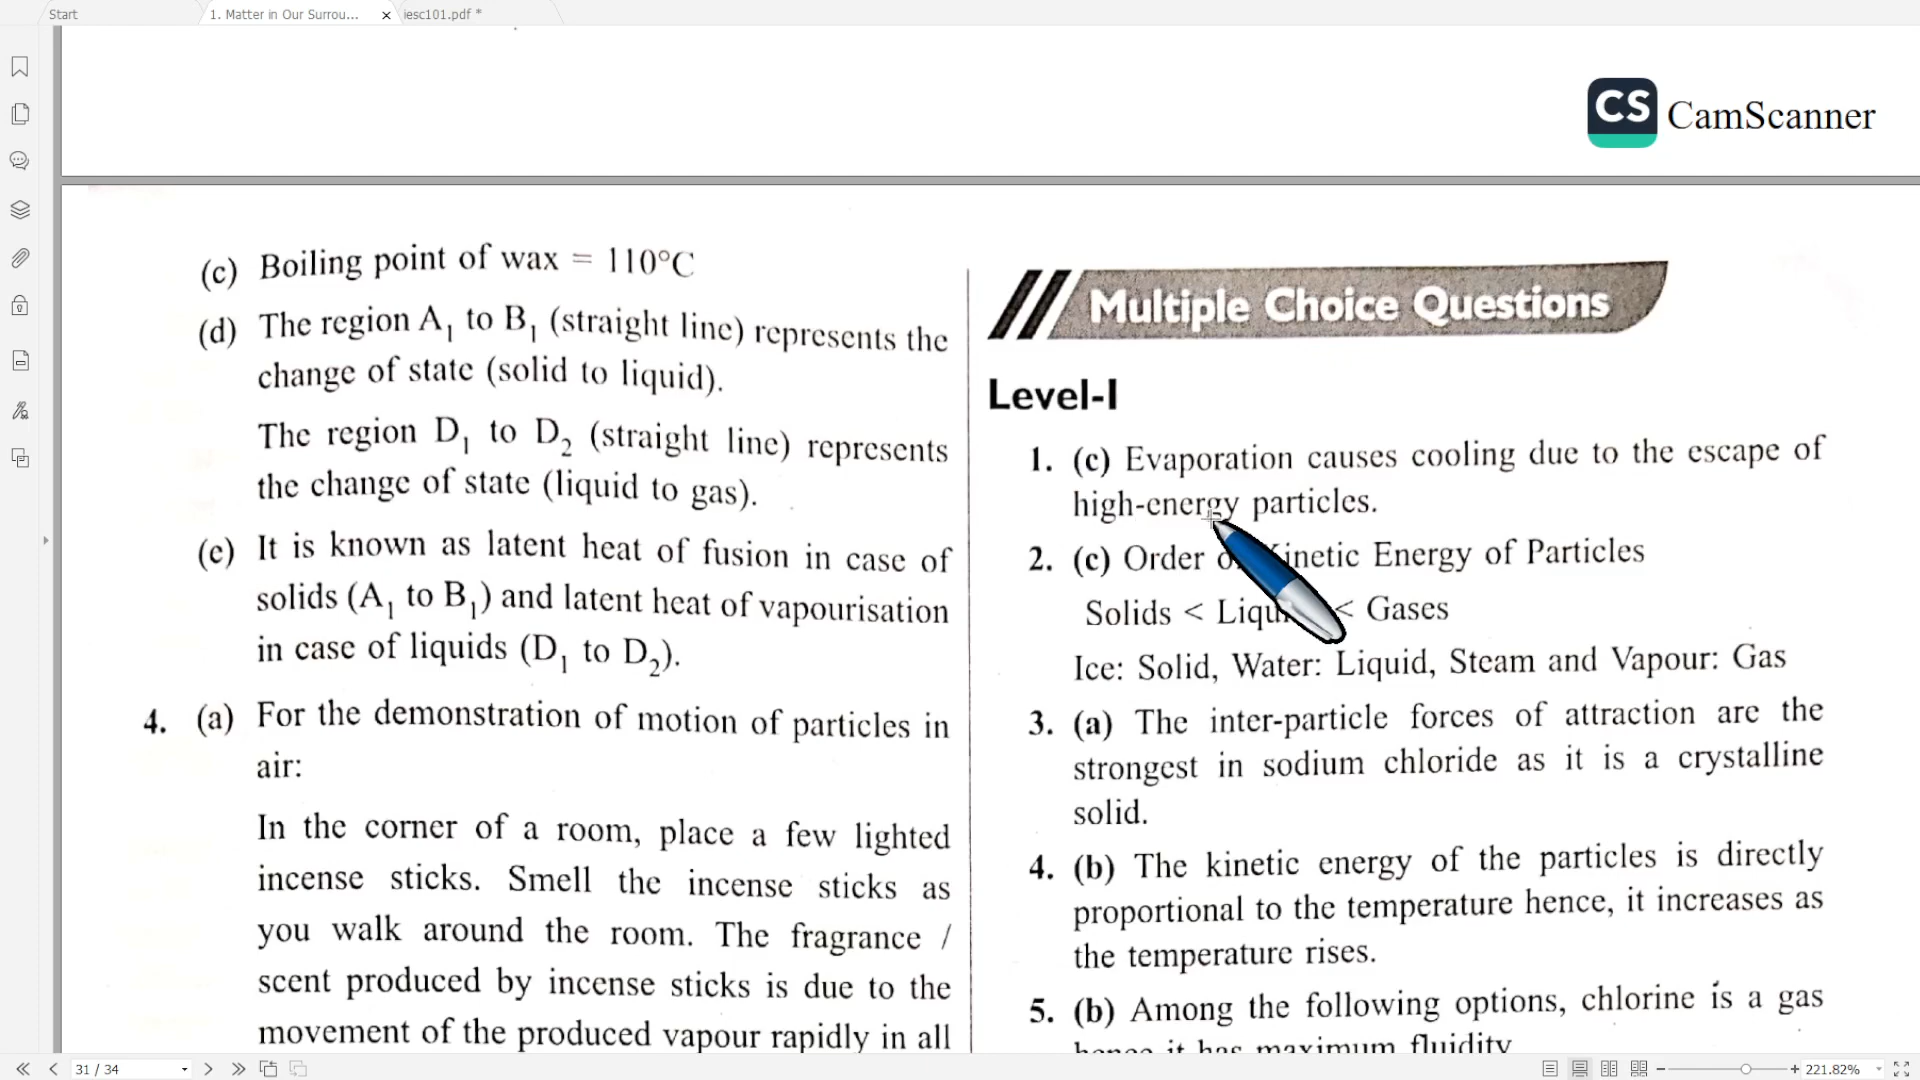 Start
1. Matter in Our Surrou...
iesc101.pdf *
CS CamScanner
(c) Boiling point of wax = 110°C
(d) The region A₁ to B₁ (straight line) represents the
change of state (solid to liquid).
The region D₁ to D₂ (straight line) represents
the change of state (liquid to gas).
(e) It is known as latent heat of fusion in case of
solids (A₁ to B₁) and latent heat of vapourisation
in case of liquids (D₁ to D₂).
4. (a) For the demonstration of motion of particles in
air:
In the corner of a room, place a few lighted
incense sticks. Smell the incense sticks as
you walk around the room. The fragrance /
scent produced by incense sticks is due to the
movement of the produced vapour rapidly in all
Multiple Choice Questions
Level-I
1. (c) Evaporation causes cooling due to the escape of
high-energy particles.
2. (c) Order Kinetic Energy of Particles
Solids < < Gases
Ice: Solid, Water: Liquid, Steam and Vapour: Gas
3. (a) The inter-particle forces of attraction are the
strongest in sodium chloride as it is a crystalline
solid.
4. (b) The kinetic energy of the particles is directly
proportional to the temperature hence, it increases as
the temperature rises.
5. (b) Among the following options, chlorine is a gas
hence it has maximum fluidity
31 / 34
221.82%